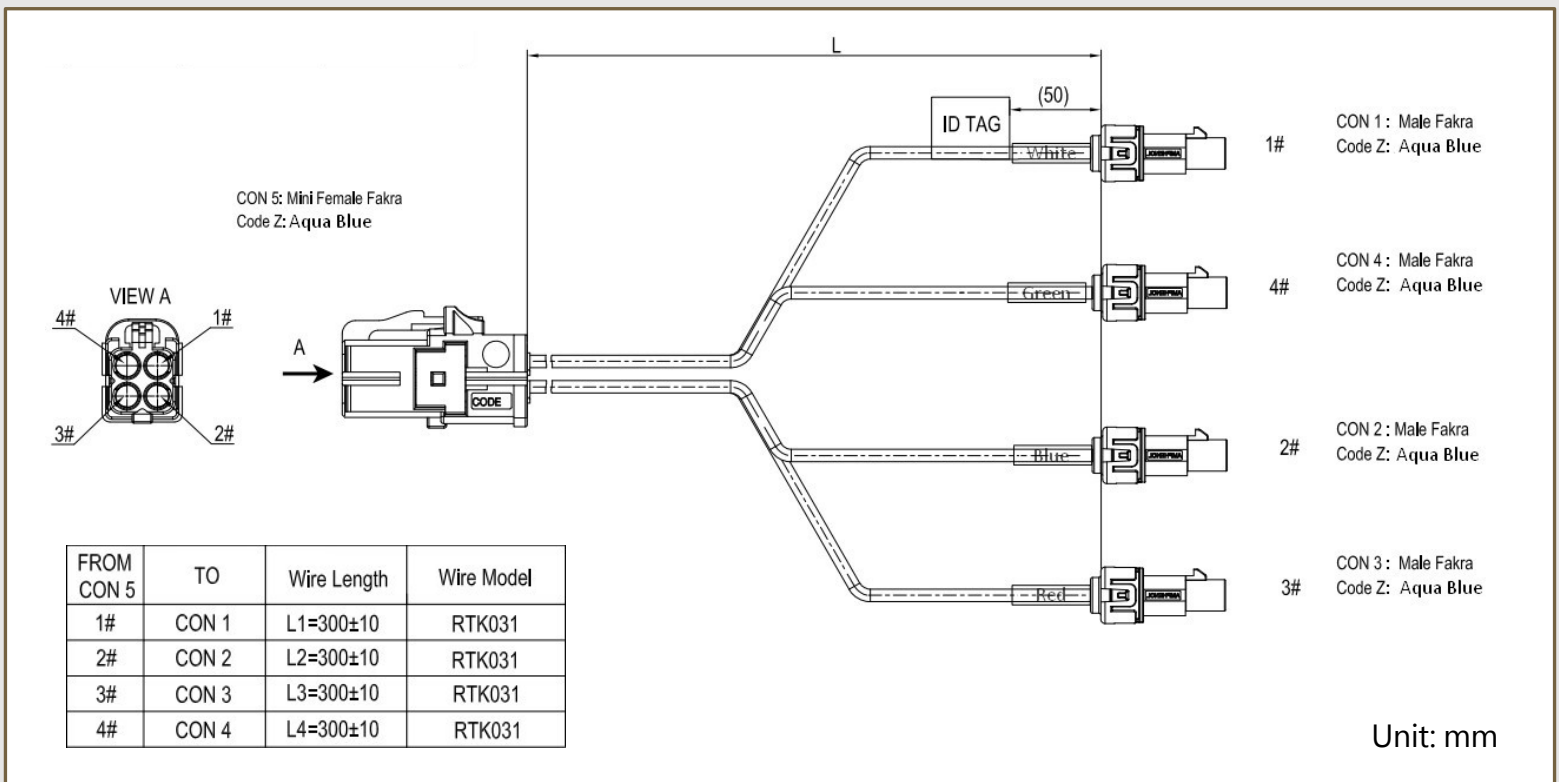 L
(50)
ID TAG
White
1#
CON 1 : Male Fakra
Code Z: Aqua Blue
CON 5: Mini Female Fakra
Code Z: Aqua Blue
Green
4#
CON 4 : Male Fakra
Code Z: Aqua Blue
VIEW A
4#
1#
3#
2#
A
CODE
Blue
2#
CON 2 : Male Fakra
Code Z: Aqua Blue
Red
3#
CON 3 : Male Fakra
Code Z: Aqua Blue
FROM CON 5 TO Wire Length Wire Model
1# CON 1 L1=300±10 RTK031
2# CON 2 L2=300±10 RTK031
3# CON 3 L3=300±10 RTK031
4# CON 4 L4=300±10 RTK031
Unit: mm